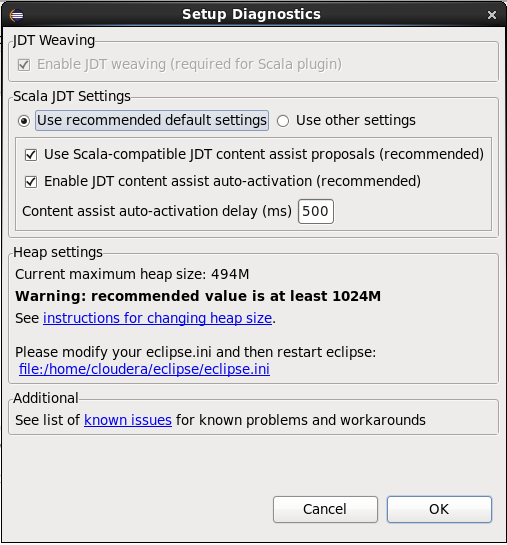 Setup Diagnostics
JDT Weaving
Enable JDT weaving (required for Scala plugin)
Scala JDT Settings
Use recommended default settings Use other settings
Use Scala-compatible JDT content assist proposals (recommended)
Enable JDT content assist auto-activation (recommended)
Content assist auto-activation delay (ms) 500
Heap settings
Current maximum heap size: 494M
Warning: recommended value is at least 1024M
See instructions for changing heap size.
Please modify your eclipse.ini and then restart eclipse:
file:/home/cloudera/eclipse/eclipse.ini
Additional
See list of known issues for known problems and workarounds
Cancel OK